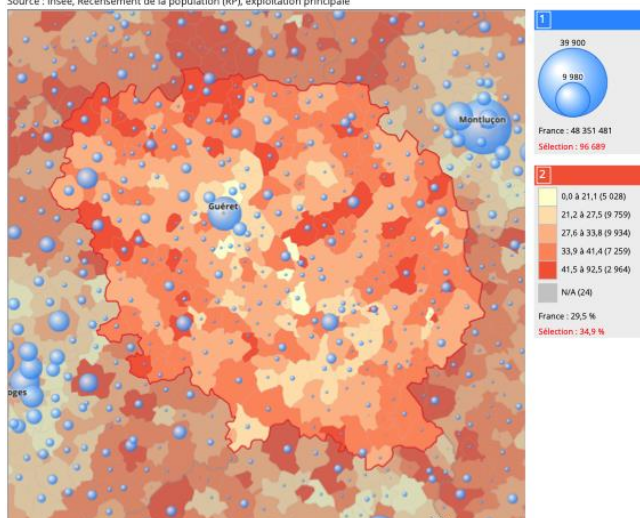 Source : Insee, Recensement de la population (RP), exploitation principale
1
39 900
9 980
Montluçon
France : 48 351 481
Sélection : 96 689
2
0,0 à 21,1 (5 028)
Guéret
21,2 à 27,5 (9 759)
27,6 à 33,8 (9 934)
33,9 à 41,4 (7 259)
41,5 à 92,5 (2 964)
N/A (24)
France : 29,5 %
Sélection : 34,9 %
oges